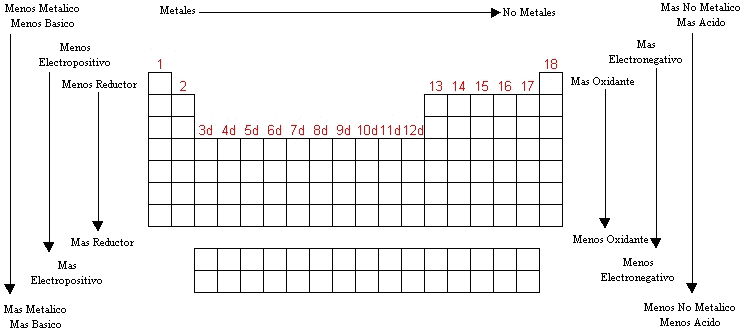 Menos Metalico
Menos Basico
Metales
No Metales
Mas No Metalico
Mas Acido
Menos
Electropositivo
Mas
Electronegativo
Menos Reductor
Mas Oxidante
1
18
2
13 14 15 16 17
3d 4d 5d 6d 7d 8d 9d 10d 11d 12d
Mas Reductor
Menos Oxidante
Mas
Electropositivo
Menos
Electronegativo
Mas Metalico
Mas Basico
Menos No Metalico
Menos Acido